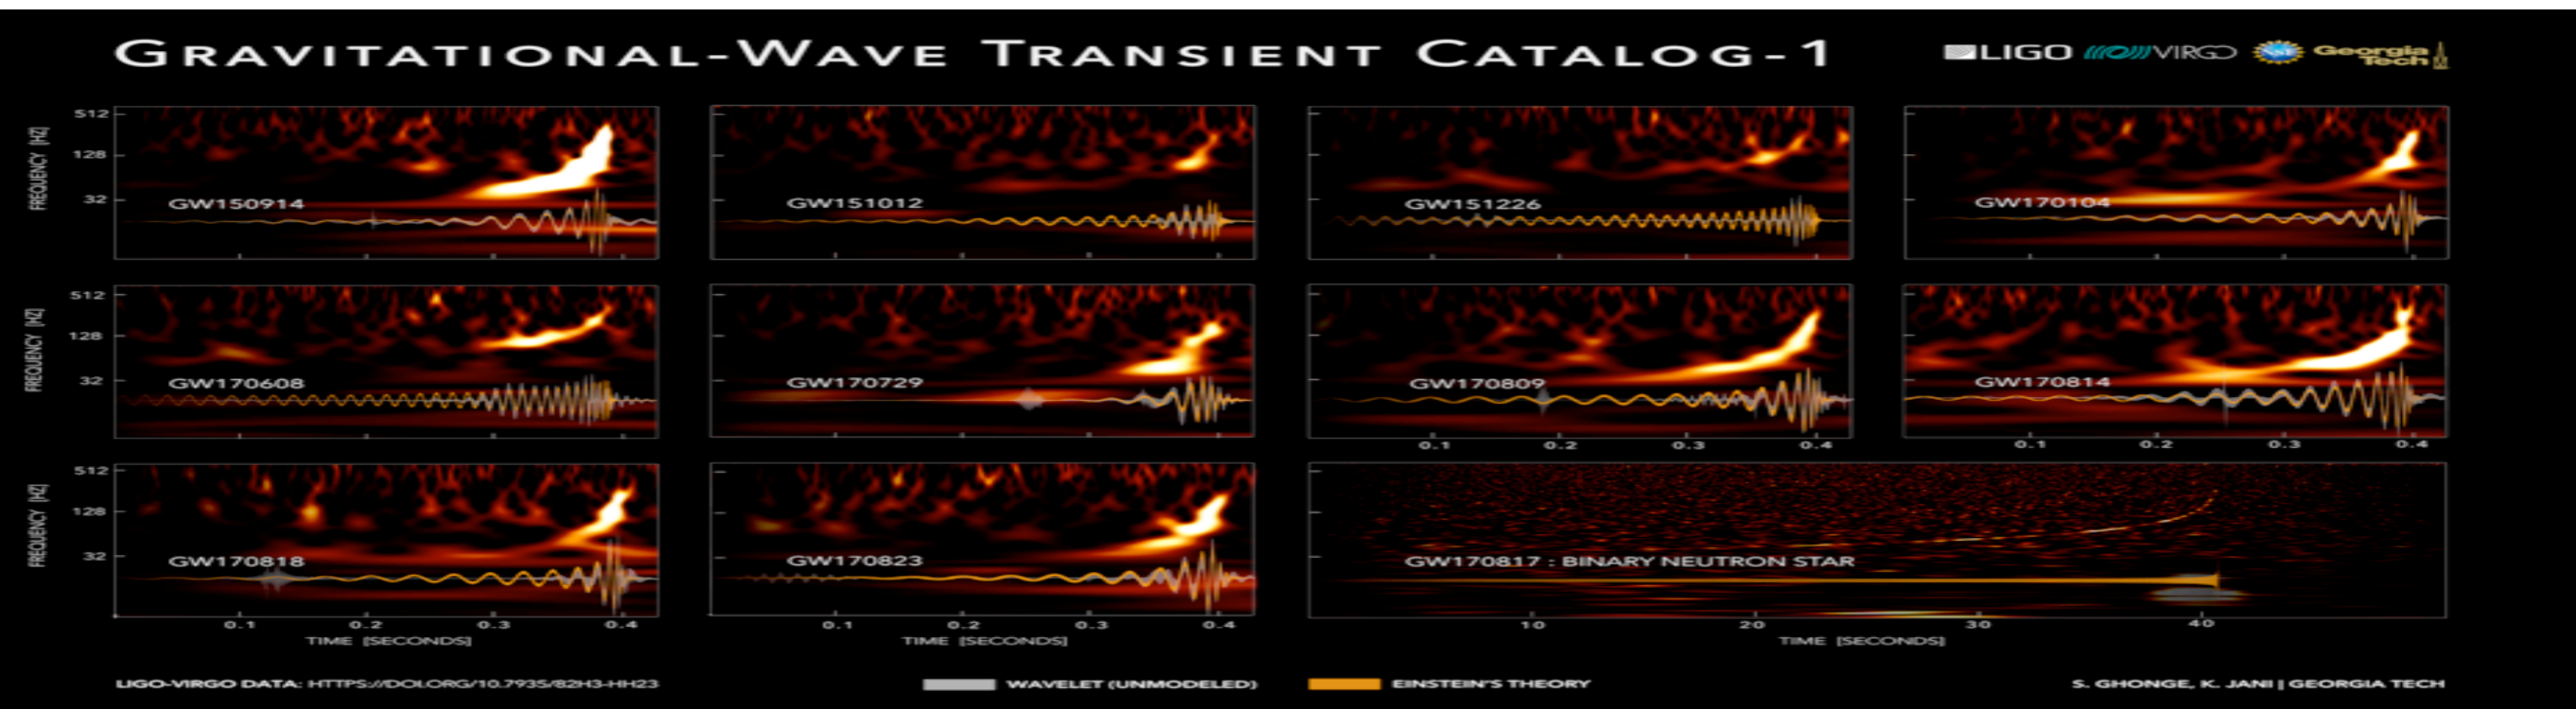 GRAVITATIONAL-WAVE TRANSIENT CATALOG-1
LIGO VIRGO NSF Georgia Tech
FREQUENCY [HZ]
512
128
32
GW150914
GW151012
GW151226
GW170104
FREQUENCY [HZ]
512
128
32
GW170608
GW170729
GW170809
GW170814
0.1 0.2 0.3 0.4
0.1 0.2 0.3 0.4
FREQUENCY [HZ]
512
128
32
GW170818
GW170823
GW170817 : BINARY NEUTRON STAR
0.1 0.2 0.3 0.4
0.1 0.2 0.3 0.4
10 20 30 40
TIME [SECONDS]
TIME [SECONDS]
TIME [SECONDS]
LIGO-VIRGO DATA: HTTPS://DOI.ORG/10.7935/82H3-HH23
WAVELET (UNMODELED)
EINSTEIN'S THEORY
S. GHONGE, K. JANI | GEORGIA TECH